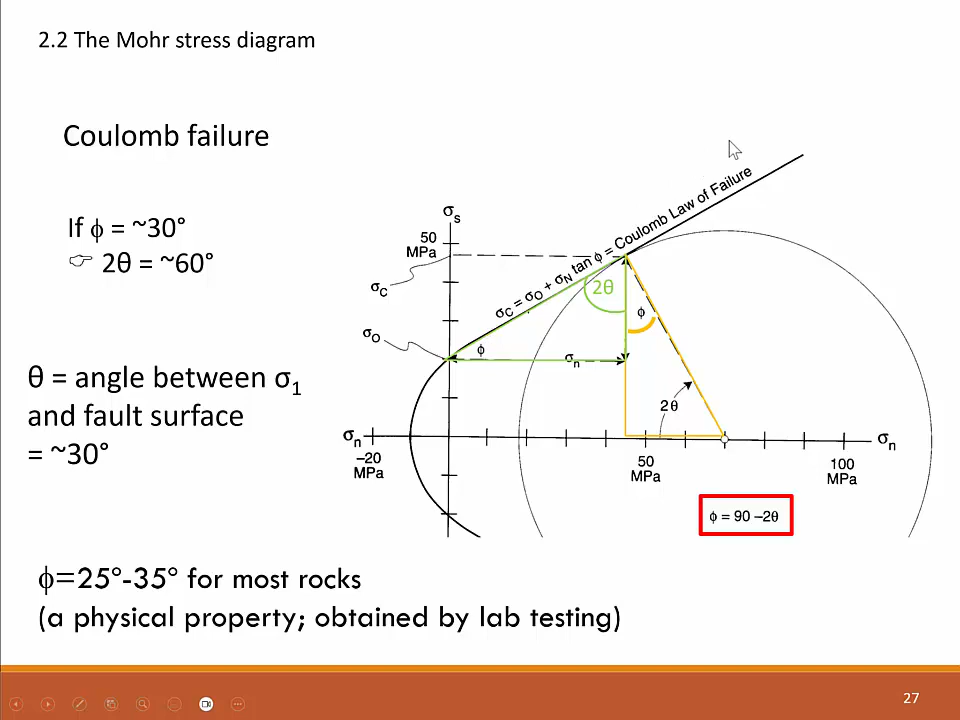 2.2 The Mohr stress diagram
Coulomb failure
If ϕ = ~30°
☞ 2θ = ~60°
θ = angle between σ1
and fault surface
= ~30°
ϕ=25°-35° for most rocks
(a physical property; obtained by lab testing)
σs
50
MPa
σC
σO
σC = σO + σN tan ϕ = Coulomb Law of Failure
2θ
ϕ
ϕ
σn
2θ
σn
–20
MPa
50
MPa
100
MPa
σn
ϕ = 90 –2θ
27